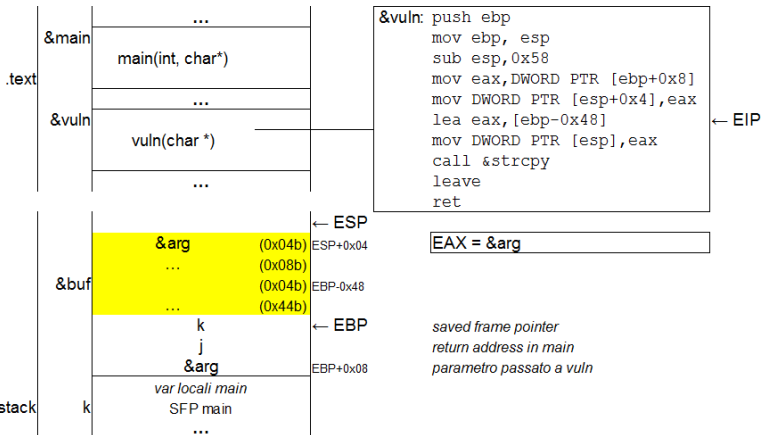 ...
&main
main(int, char*)
.text
...
&vuln
vuln(char *)
...
&vuln: push ebp
mov ebp, esp
sub esp,0x58
mov eax,DWORD PTR [ebp+0x8]
mov DWORD PTR [esp+0x4],eax
lea eax,[ebp-0x48]
← EIP
mov DWORD PTR [esp],eax
call &strcpy
leave
ret
← ESP
&arg (0x04b) ESP+0x04
EAX = &arg
... (0x08b)
&buf (0x04b) EBP-0x48
... (0x44b)
k ← EBP saved frame pointer
j return address in main
&arg EBP+0x08 parametro passato a vuln
var locali main
stack k SFP main
...